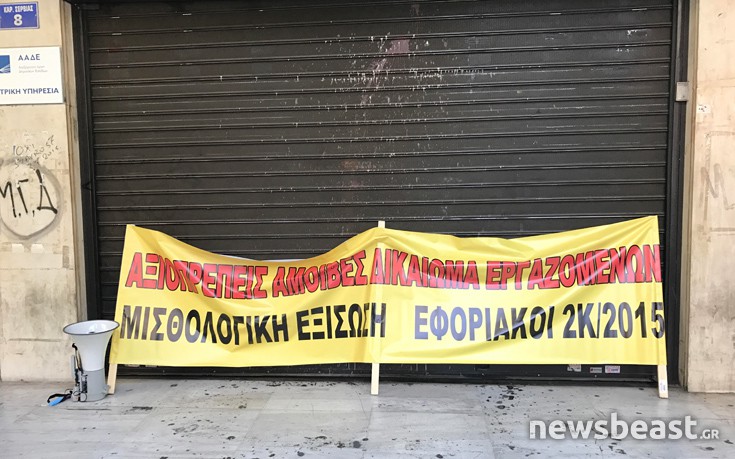 ΚΑΡ. ΣΕΡΒΙΑΣ
8
ΑΑΔΕ
ΤΡΙΚΗ ΥΠΗΡΕΣΙΑ
Μ.Γ.Δ
ΑΞΙΟΠΡΕΠΕΙΣ ΑΜΟΙΒΕΣ ΔΙΚΑΙΩΜΑ ΕΡΓΑΖΟΜΕΝΩΝ
ΜΙΣΘΟΛΟΓΙΚΗ ΕΞΙΣΩΣΗ ΕΦΟΡΙΑΚΟΙ 2Κ/2015
newsbeast.GR